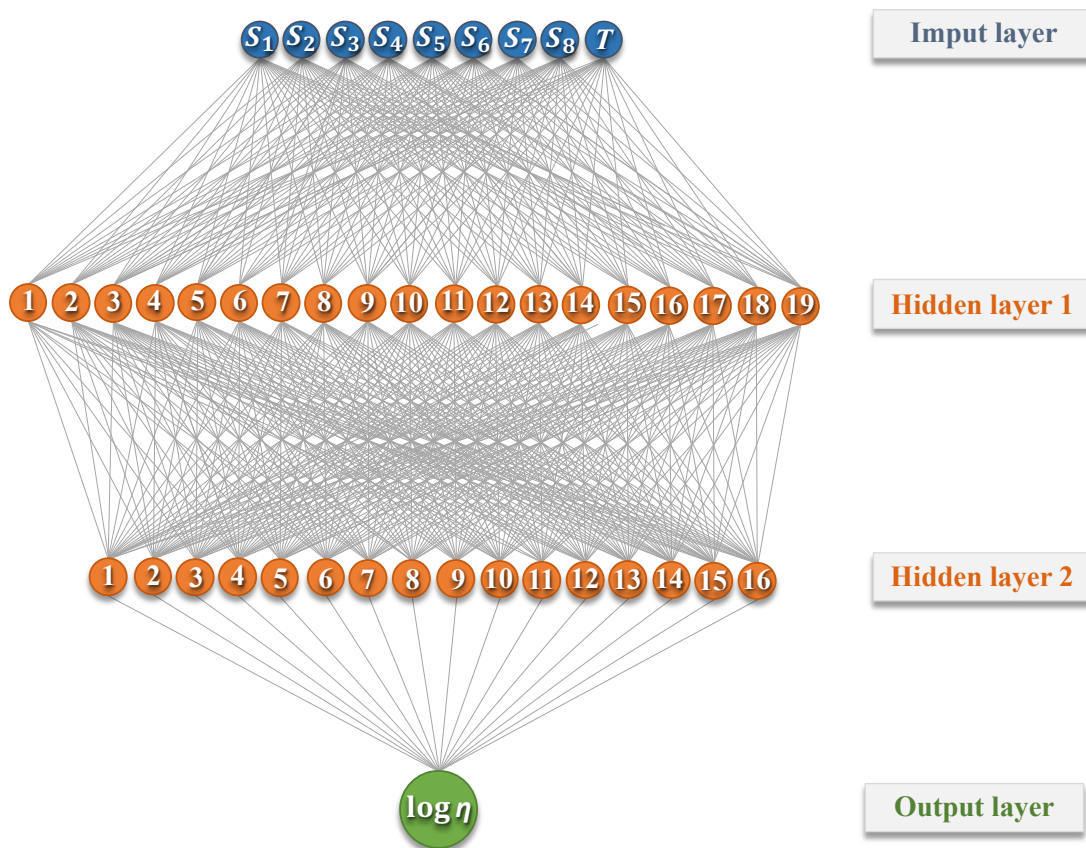 S₁ S₂ S₃ S₄ S₅ S₆ S₇ S₈ T Imput layer
1 2 3 4 5 6 7 8 9 10 11 12 13 14 15 16 17 18 19 Hidden layer 1
1 2 3 4 5 6 7 8 9 10 11 12 13 14 15 16 Hidden layer 2
log η Output layer